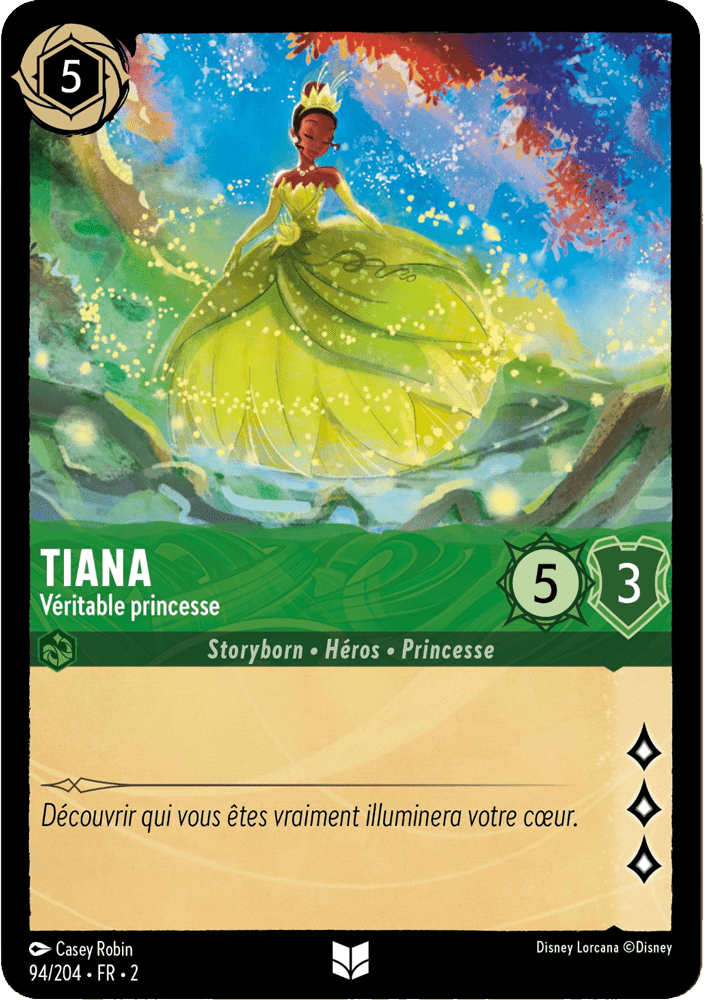 5
TIANA
Véritable princesse
5
3
Storyborn • Héros • Princesse
Découvrir qui vous êtes vraiment illuminera votre cœur.
Casey Robin
Disney Lorcana ©Disney
94/204 • FR • 2